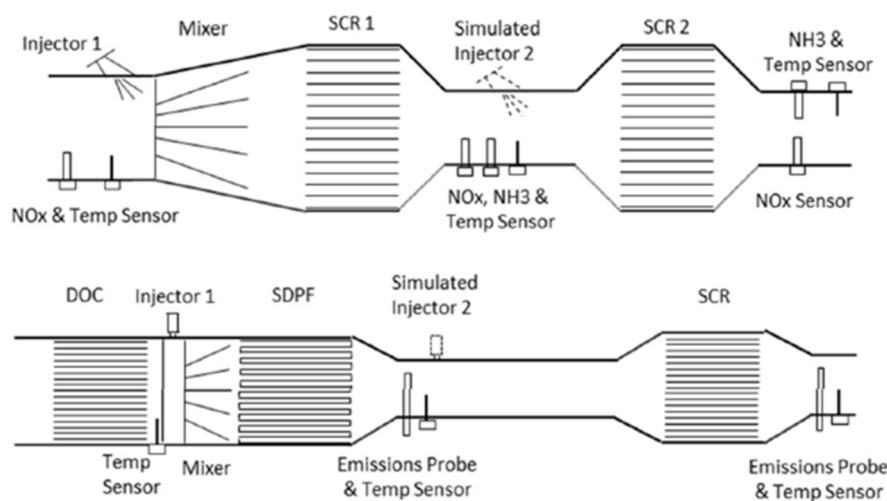 Injector 1
Mixer
SCR 1
Simulated
Injector 2
SCR 2
NH3 &
Temp Sensor
NOx & Temp Sensor
NOx, NH3 &
Temp Sensor
NOx Sensor
DOC
Injector 1
SDPF
Simulated
Injector 2
SCR
Temp
Sensor
Mixer
Emissions Probe
& Temp Sensor
Emissions Probe
& Temp Sensor